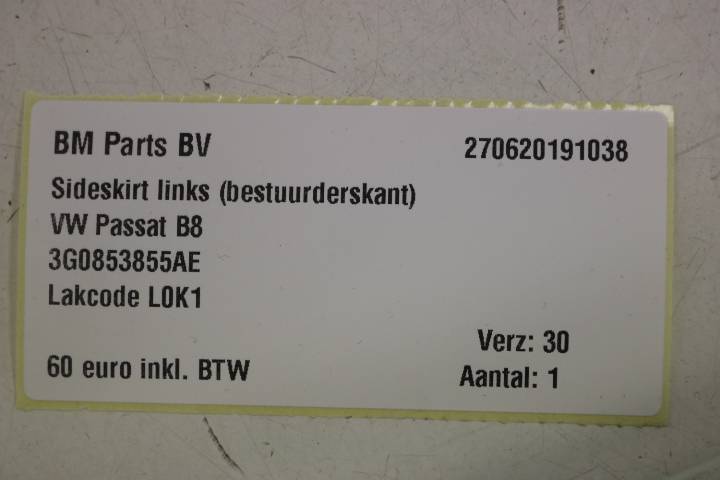 BM Parts BV 270620191038
Sideskirt links (bestuurderskant)
VW Passat B8
3G0853855AE
Lakcode L0K1
Verz: 30
60 euro inkl. BTW Aantal: 1